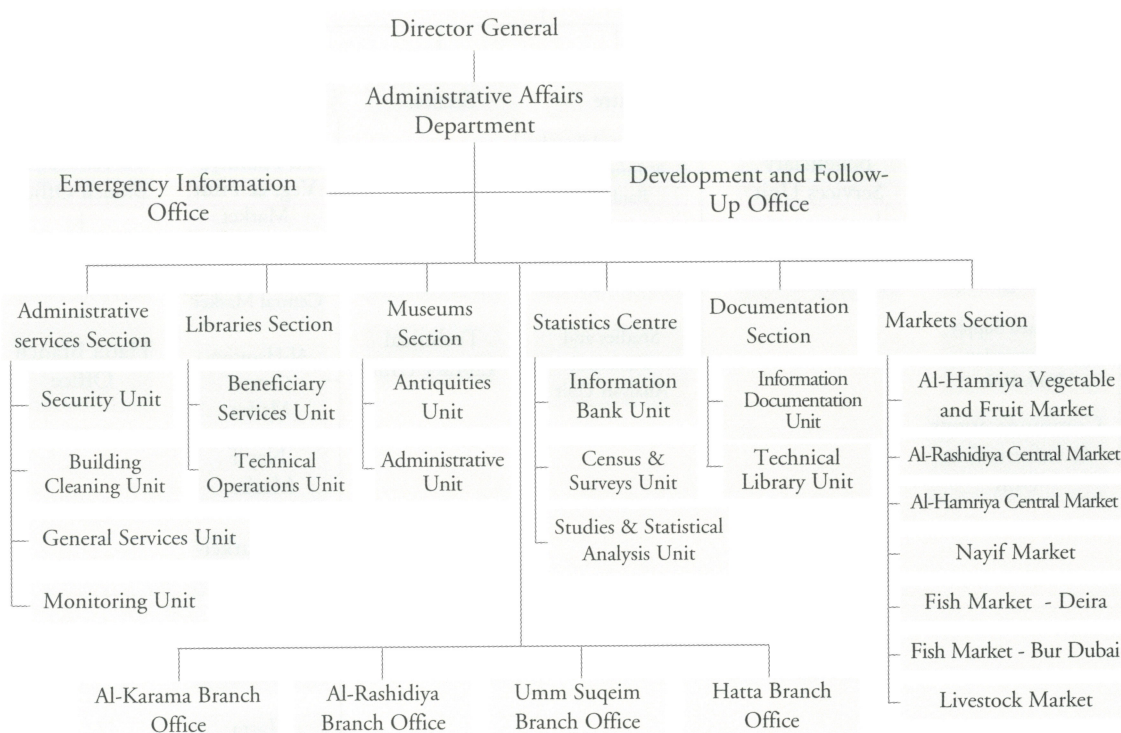 Director General
Administrative Affairs
Department
Emergency Information
Office
Development and Follow-
Up Office
Administrative
services Section
Libraries Section
Museums
Section
Statistics Centre
Documentation
Section
Markets Section
Security Unit
Building
Cleaning Unit
General Services Unit
Monitoring Unit
Beneficiary
Services Unit
Technical
Operations Unit
Antiquities
Unit
Administrative
Unit
Information
Bank Unit
Census &
Surveys Unit
Studies & Statistical
Analysis Unit
Information
Documentation
Unit
Technical
Library Unit
Al-Hamriya Vegetable
and Fruit Market
Al-Rashidiya Central Market
Al-Hamriya Central Market
Nayif Market
Fish Market - Deira
Fish Market - Bur Dubai
Livestock Market
Al-Karama Branch
Office
Al-Rashidiya
Branch Office
Umm Suqeim
Branch Office
Hatta Branch
Office